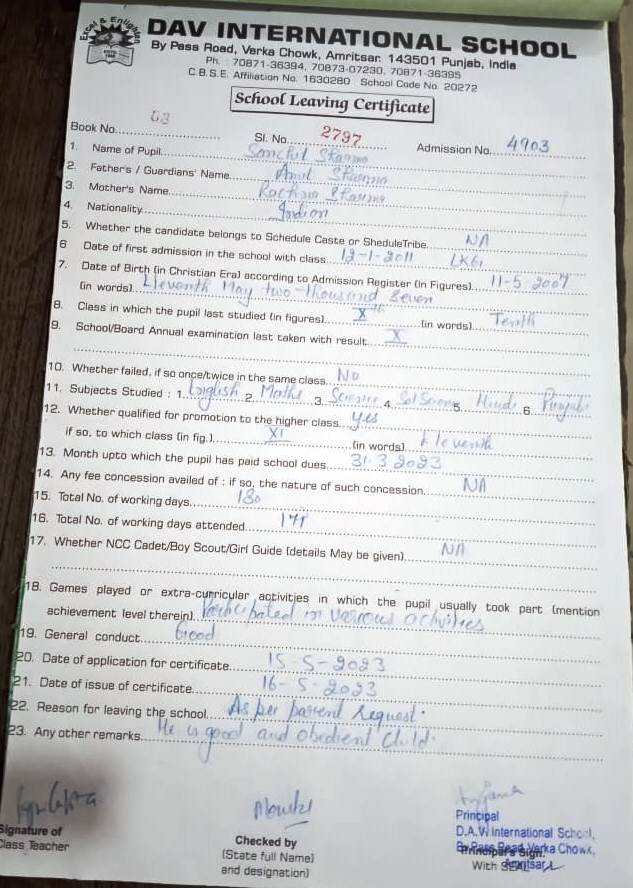 Excel & Enlighten
DAV INTERNATIONAL SCHOOL
By Pass Road, Verka Chowk, Amritsar. 143501 Punjab, India
Ph. : 70871-36394, 70873-07230, 70871-36395
C.B.S.E. Affiliation No. 1630280 School Code No. 20272
School Leaving Certificate
Book No. 03 Sl. No. 2797 Admission No. 4903
1. Name of Pupil Sharma
2. Father's / Guardians' Name Anil Sharma
3. Mother's Name Sharma
4. Nationality Indian
5. Whether the candidate belongs to Schedule Caste or SheduleTribe NA
6 Date of first admission in the school with class 12-1-2011 LKG
7. Date of Birth (in Christian Era) according to Admission Register (in Figures) 11-5 2007
(in words) Eleventh May two-thousand Seven
8. Class in which the pupil last studied (in figures) Xth (in words) Tenth
9. School/Board Annual examination last taken with result X
10. Whether failed, if so once/twice in the same class No
11. Subjects Studied : 1. English 2. Maths 3. Science 4. Sst Science 5. Hindi 6. Punjabi
12. Whether qualified for promotion to the higher class yes
if so, to which class (in fig.) XI (in words) Eleventh
13. Month upto which the pupil has paid school dues 31-3 2023
14. Any fee concession availed of : if so, the nature of such concession NA
15. Total No. of working days 180
16. Total No. of working days attended 171
17. Whether NCC Cadet/Boy Scout/Girl Guide (details May be given) NA
18. Games played or extra-curricular activities in which the pupil usually took part (mention
achievement level therein). Participated in various activities
19. General conduct Good
20. Date of application for certificate 15-5-2023
21. Date of issue of certificate 16-5-2023
22. Reason for leaving the school As per parent request.
23. Any other remarks He is good and obedient Child.
Signature of
Class Teacher
Checked by
(State full Name)
and designation)
Principal
D.A.V. International School,
By Pass Road Verka Chowk,
Amritsar
Principal's Sign.
With SEAL